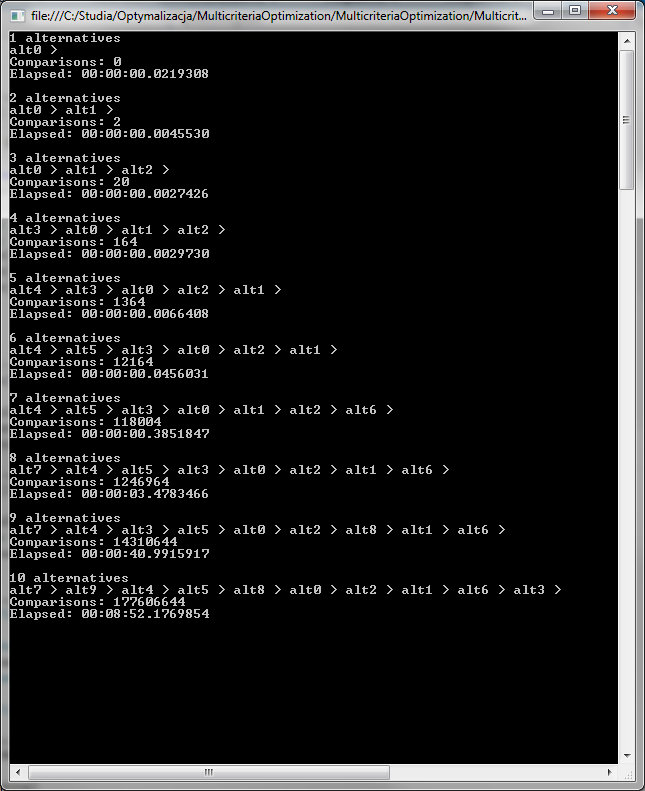 file:///C:/Studia/Optymalizacja/MulticriteriaOptimization/MulticriteriaOptimization/Multicrit...
1 alternatives
alt0 >
Comparisons: 0
Elapsed: 00:00:00.0219308
2 alternatives
alt0 > alt1 >
Comparisons: 2
Elapsed: 00:00:00.0045530
3 alternatives
alt0 > alt1 > alt2 >
Comparisons: 20
Elapsed: 00:00:00.0027426
4 alternatives
alt3 > alt0 > alt1 > alt2 >
Comparisons: 164
Elapsed: 00:00:00.0029730
5 alternatives
alt4 > alt3 > alt0 > alt2 > alt1 >
Comparisons: 1364
Elapsed: 00:00:00.0066408
6 alternatives
alt4 > alt5 > alt3 > alt0 > alt2 > alt1 >
Comparisons: 12164
Elapsed: 00:00:00.0456031
7 alternatives
alt4 > alt5 > alt3 > alt0 > alt1 > alt2 > alt6 >
Comparisons: 118004
Elapsed: 00:00:00.3851847
8 alternatives
alt7 > alt4 > alt5 > alt3 > alt0 > alt2 > alt1 > alt6 >
Comparisons: 1246964
Elapsed: 00:00:03.4783466
9 alternatives
alt7 > alt4 > alt3 > alt5 > alt0 > alt2 > alt8 > alt1 > alt6 >
Comparisons: 14310644
Elapsed: 00:00:40.9915917
10 alternatives
alt7 > alt9 > alt4 > alt5 > alt8 > alt0 > alt2 > alt1 > alt6 > alt3 >
Comparisons: 177606644
Elapsed: 00:08:52.1769854